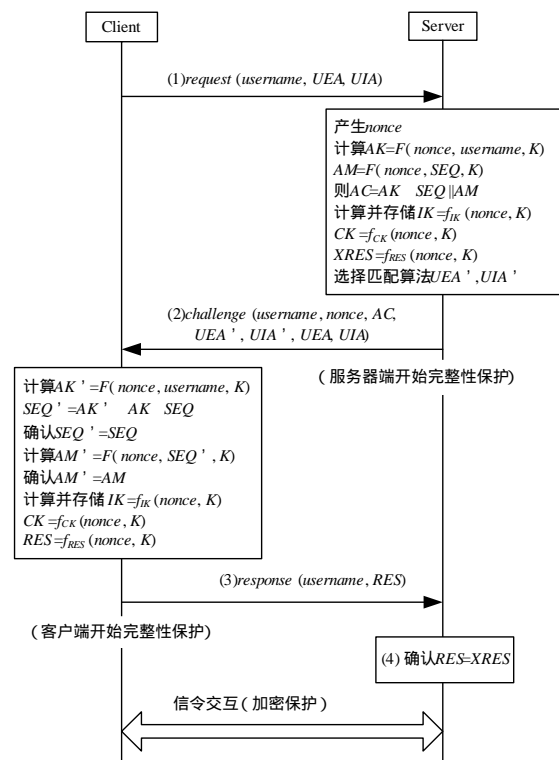 Client
Server
(1)request (username, UEA, UIA)
产生nonce
计算AK=F( nonce, username, K)
AM=F( nonce, SEQ, K)
则AC=AK SEQ||AM
计算并存储IK=fIK (nonce, K)
CK=fCK (nonce, K)
XRES=fRES (nonce, K)
选择匹配算法UEA ' ,UIA '
(2)challenge (username, nonce, AC,
UEA ' , UIA ' , UEA, UIA)
(服务器端开始完整性保护)
计算AK ' =F( nonce, username, K)
SEQ ' =AK ' AK SEQ
确认SEQ ' =SEQ
计算AM ' =F( nonce, SEQ ' , K)
确认AM ' =AM
计算并存储IK=fIK (nonce, K)
CK=fCK (nonce, K)
RES=fRES (nonce, K)
(3)response (username, RES)
(客户端开始完整性保护)
(4) 确认RES=XRES
信令交互(加密保护)